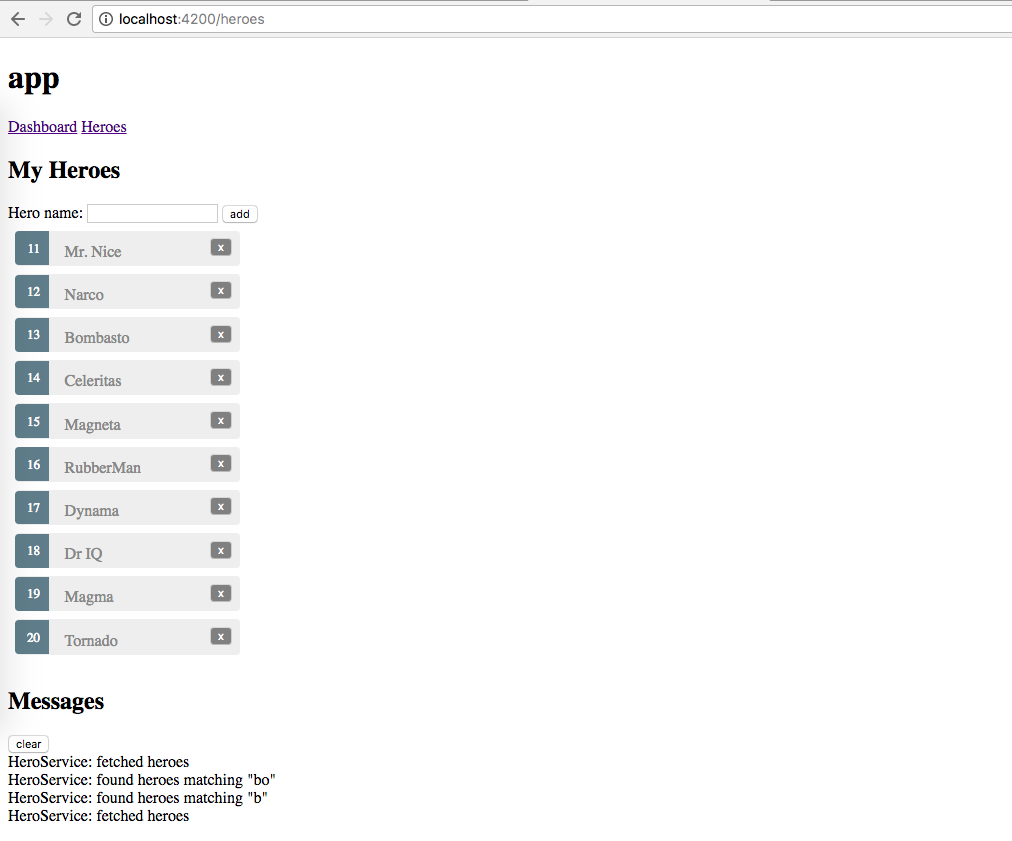 localhost:4200/heroes
app
Dashboard Heroes
My Heroes
Hero name: add
11 Mr. Nice x
12 Narco x
13 Bombasto x
14 Celeritas x
15 Magneta x
16 RubberMan x
17 Dynama x
18 Dr IQ x
19 Magma x
20 Tornado x
Messages
clear
HeroService: fetched heroes
HeroService: found heroes matching "bo"
HeroService: found heroes matching "b"
HeroService: fetched heroes